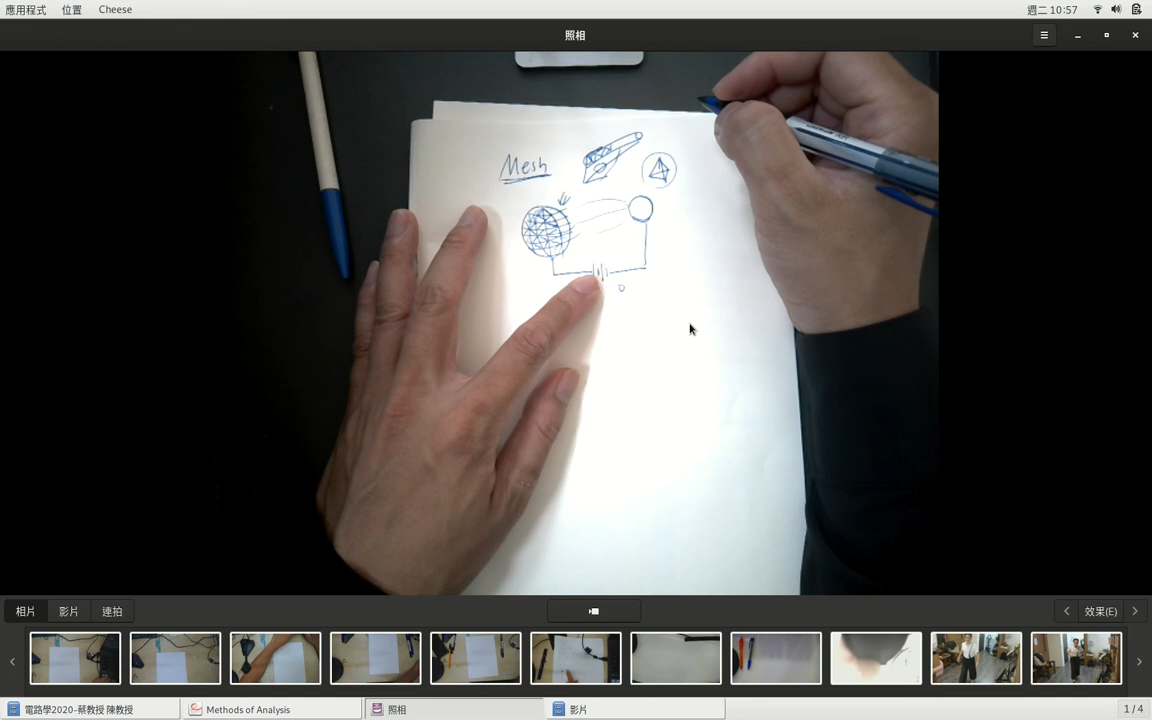 應用程式 位置 Cheese 週二 10:57
照相
Mesh
相片 影片 連拍 效果(E)
電路學2020-蔡教授 陳教授 Methods of Analysis 照相 影片 1 / 4